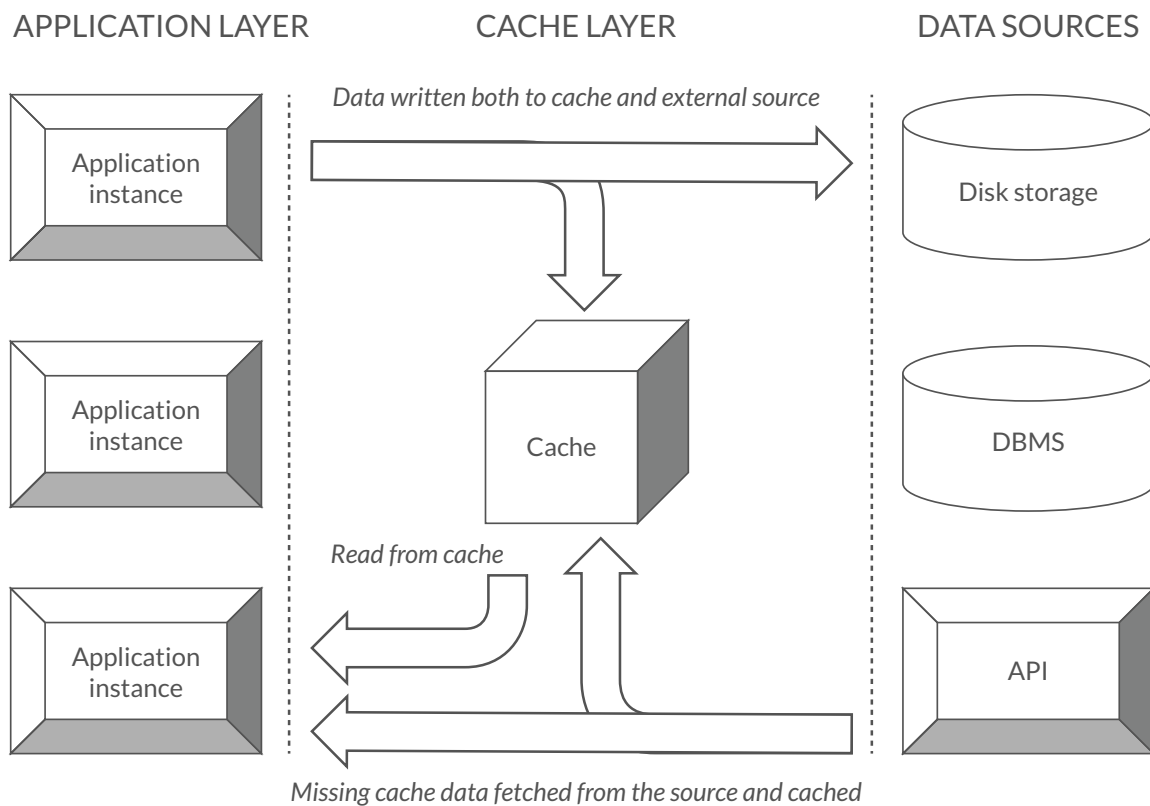 APPLICATION LAYER
CACHE LAYER
DATA SOURCES
Data written both to cache and external source
Application
instance
Disk storage
Application
instance
Cache
DBMS
Read from cache
Application
instance
API
Missing cache data fetched from the source and cached